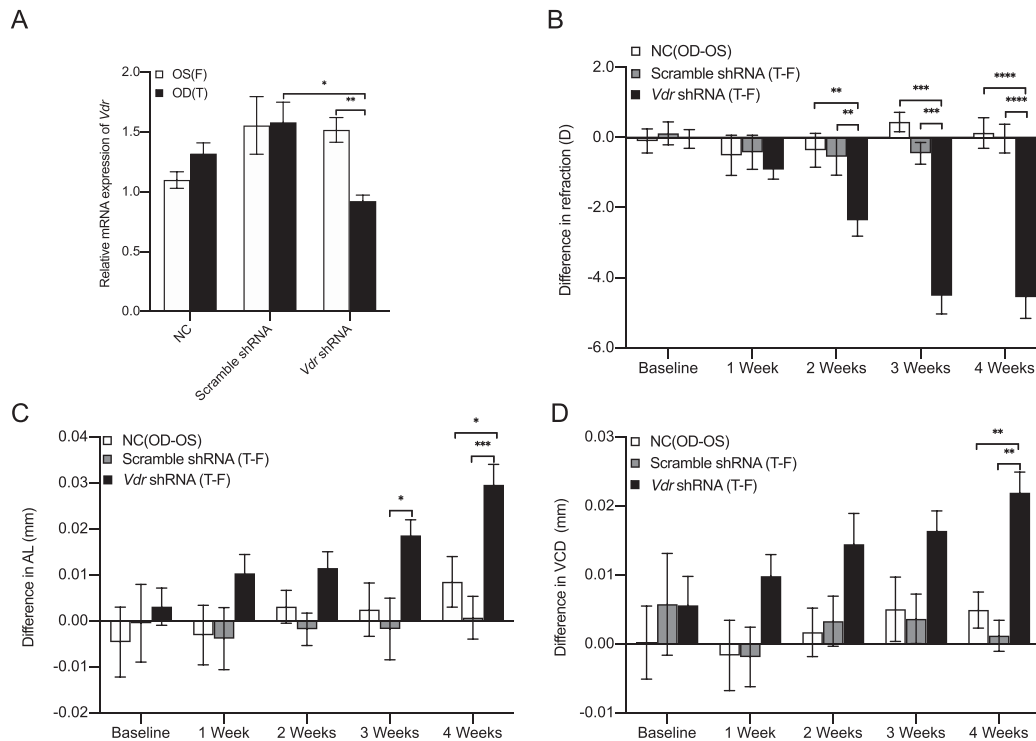 A
Relative mRNA expression of Vdr
2.0
1.5
1.0
0.5
0.0
OS(F)
OD(T)
*
**
NC
Scramble shRNA
Vdr shRNA
B
NC(OD-OS)
Scramble shRNA (T-F)
Vdr shRNA (T-F)
Difference in refraction (D)
2.0
0.0
-2.0
-4.0
-6.0
**
**
***
***
****
****
Baseline
1 Week
2 Weeks
3 Weeks
4 Weeks
C
NC(OD-OS)
Scramble shRNA (T-F)
Vdr shRNA (T-F)
Difference in AL (mm)
0.04
0.03
0.02
0.01
0.00
-0.01
-0.02
*
*
***
Baseline
1 Week
2 Weeks
3 Weeks
4 Weeks
D
NC(OD-OS)
Scramble shRNA (T-F)
Vdr shRNA (T-F)
Difference in VCD (mm)
0.03
0.02
0.01
0.00
-0.01
**
**
Baseline
1 Week
2 Weeks
3 Weeks
4 Weeks